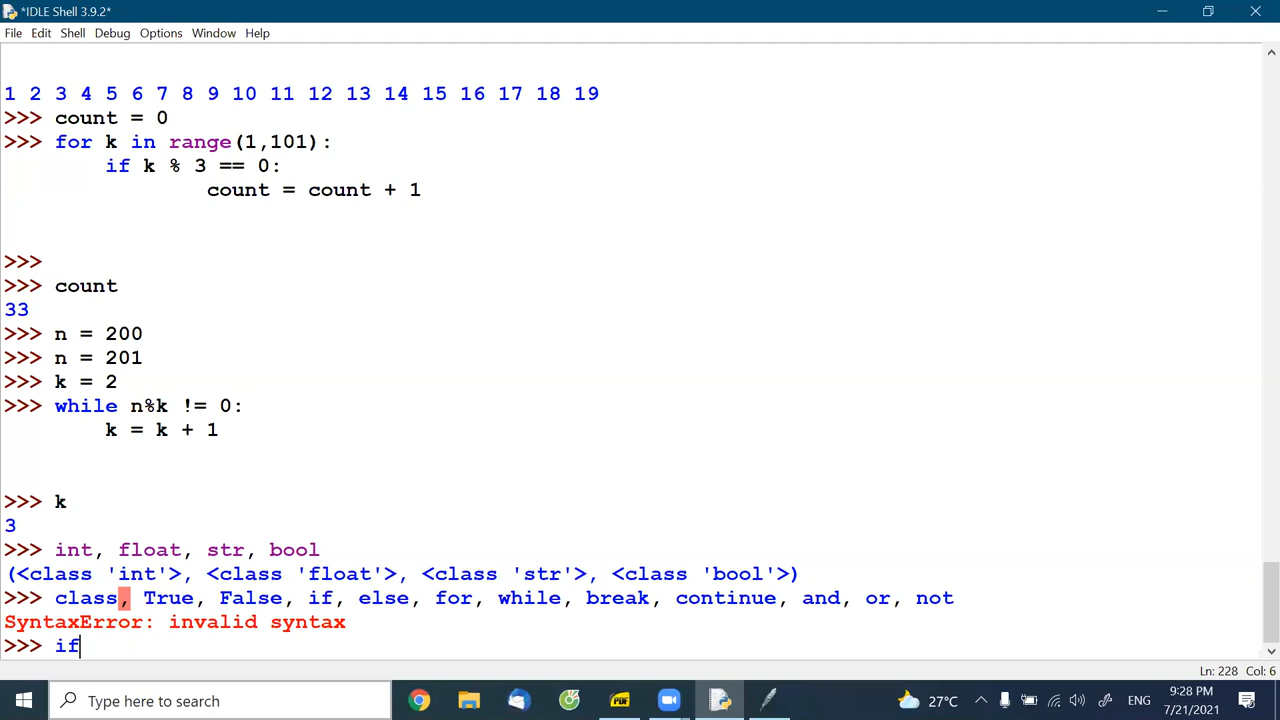 *IDLE Shell 3.9.2*
File Edit Shell Debug Options Window Help
1 2 3 4 5 6 7 8 9 10 11 12 13 14 15 16 17 18 19
>>> count = 0
>>> for k in range(1,101):
if k % 3 == 0:
count = count + 1
>>>
>>> count
33
>>> n = 200
>>> n = 201
>>> k = 2
>>> while n%k != 0:
k = k + 1
>>> k
3
>>> int, float, str, bool
(<class 'int'>, <class 'float'>, <class 'str'>, <class 'bool'>)
>>> class, True, False, if, else, for, while, break, continue, and, or, not
SyntaxError: invalid syntax
>>> if
Ln: 228 Col: 6
Type here to search
PDF
27°C
ENG
9:28 PM
7/21/2021